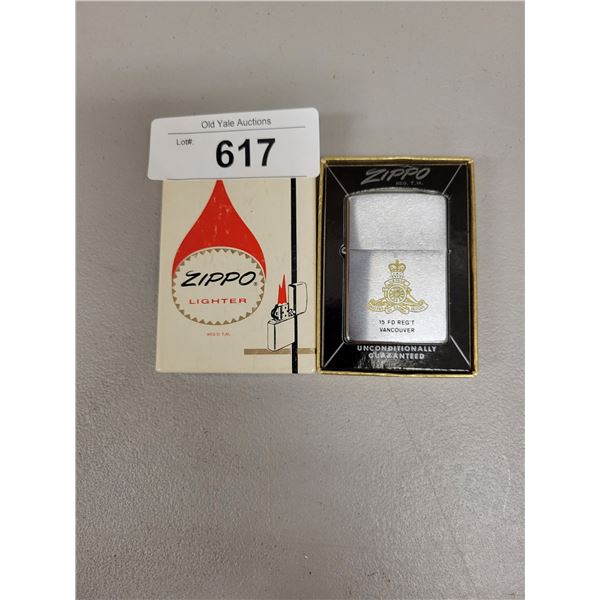 Old Yale Auctions
Lot#:
617
ZIPPO
LIGHTER
REG'D. T.M.
ZIPPO
REG. T.M.
15 FD REG'T
VANCOUVER
UNCONDITIONALLY
GUARANTEED